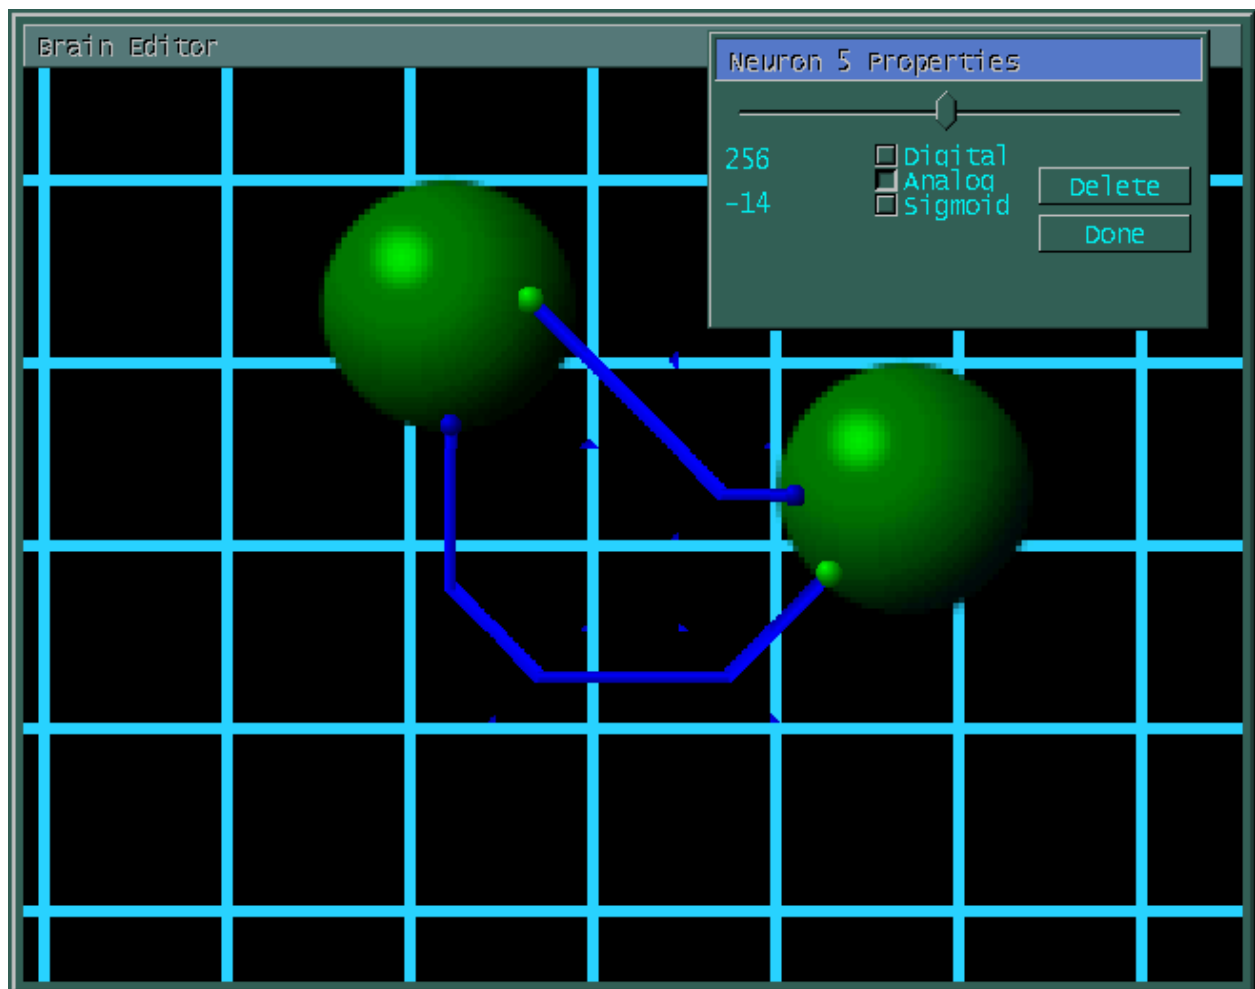 Brain Editor
Neuron 5 Properties
256
-14
Digital
Analog
Sigmoid
Delete
Done